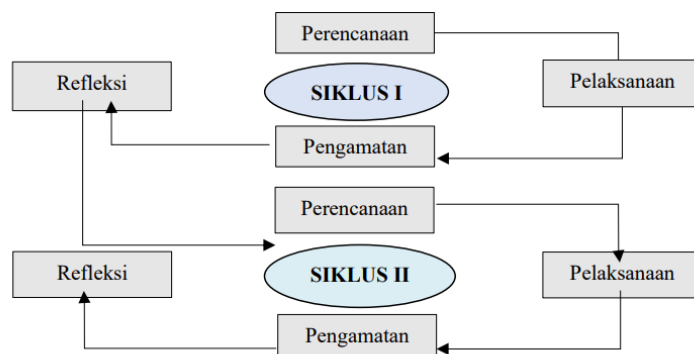 Perencanaan
Refleksi
SIKLUS I
Pelaksanaan
Pengamatan
Perencanaan
Refleksi
SIKLUS II
Pelaksanaan
Pengamatan